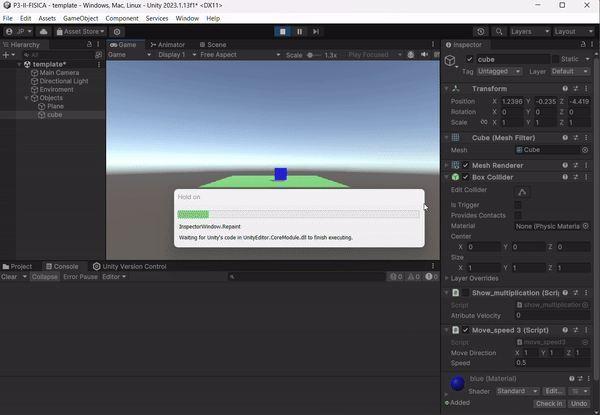 P3-II-FISICA - template - Windows, Mac, Linux - Unity 2023.1.13f1* <DX11>
File Edit Assets GameObject Component Services Window Help
JP Asset Store Layers Layout
Hierarchy
All
template*
Main Camera
Directional Light
Enviroment
Objects
Plane
cube
Game Animator Scene
Game Display 1 Free Aspect Scale 1.3x Play Focused
Hold on
InspectorWindow.Repaint
Waiting for Unity's code in UnityEditor.CoreModule.dll to finish executing.
Project Console Unity Version Control
Clear Collapse Error Pause Editor
0 0 0
Inspector
cube Static
Tag Untagged Layer Default
Transform
Position X 1.2396 Y -0.235 Z -4.419
Rotation X 0 Y 0 Z 0
Scale X 1 Y 1 Z 1
Cube (Mesh Filter)
Mesh Cube
Mesh Renderer
Box Collider
Edit Collider
Is Trigger
Provides Contacts
Material None (Physic Materia
Center
X 0 Y 0 Z 0
Size
X 1 Y 1 Z 1
Layer Overrides
Show_multiplication (Scrip
Script show_multiplication
Atribute Velocity 0
Move_speed 3 (Script)
Script move_speed3
Move Direction X 1 Y 1 Z 1
Speed 0.5
blue (Material)
Shader Standard Edit...
Added Check In Undo